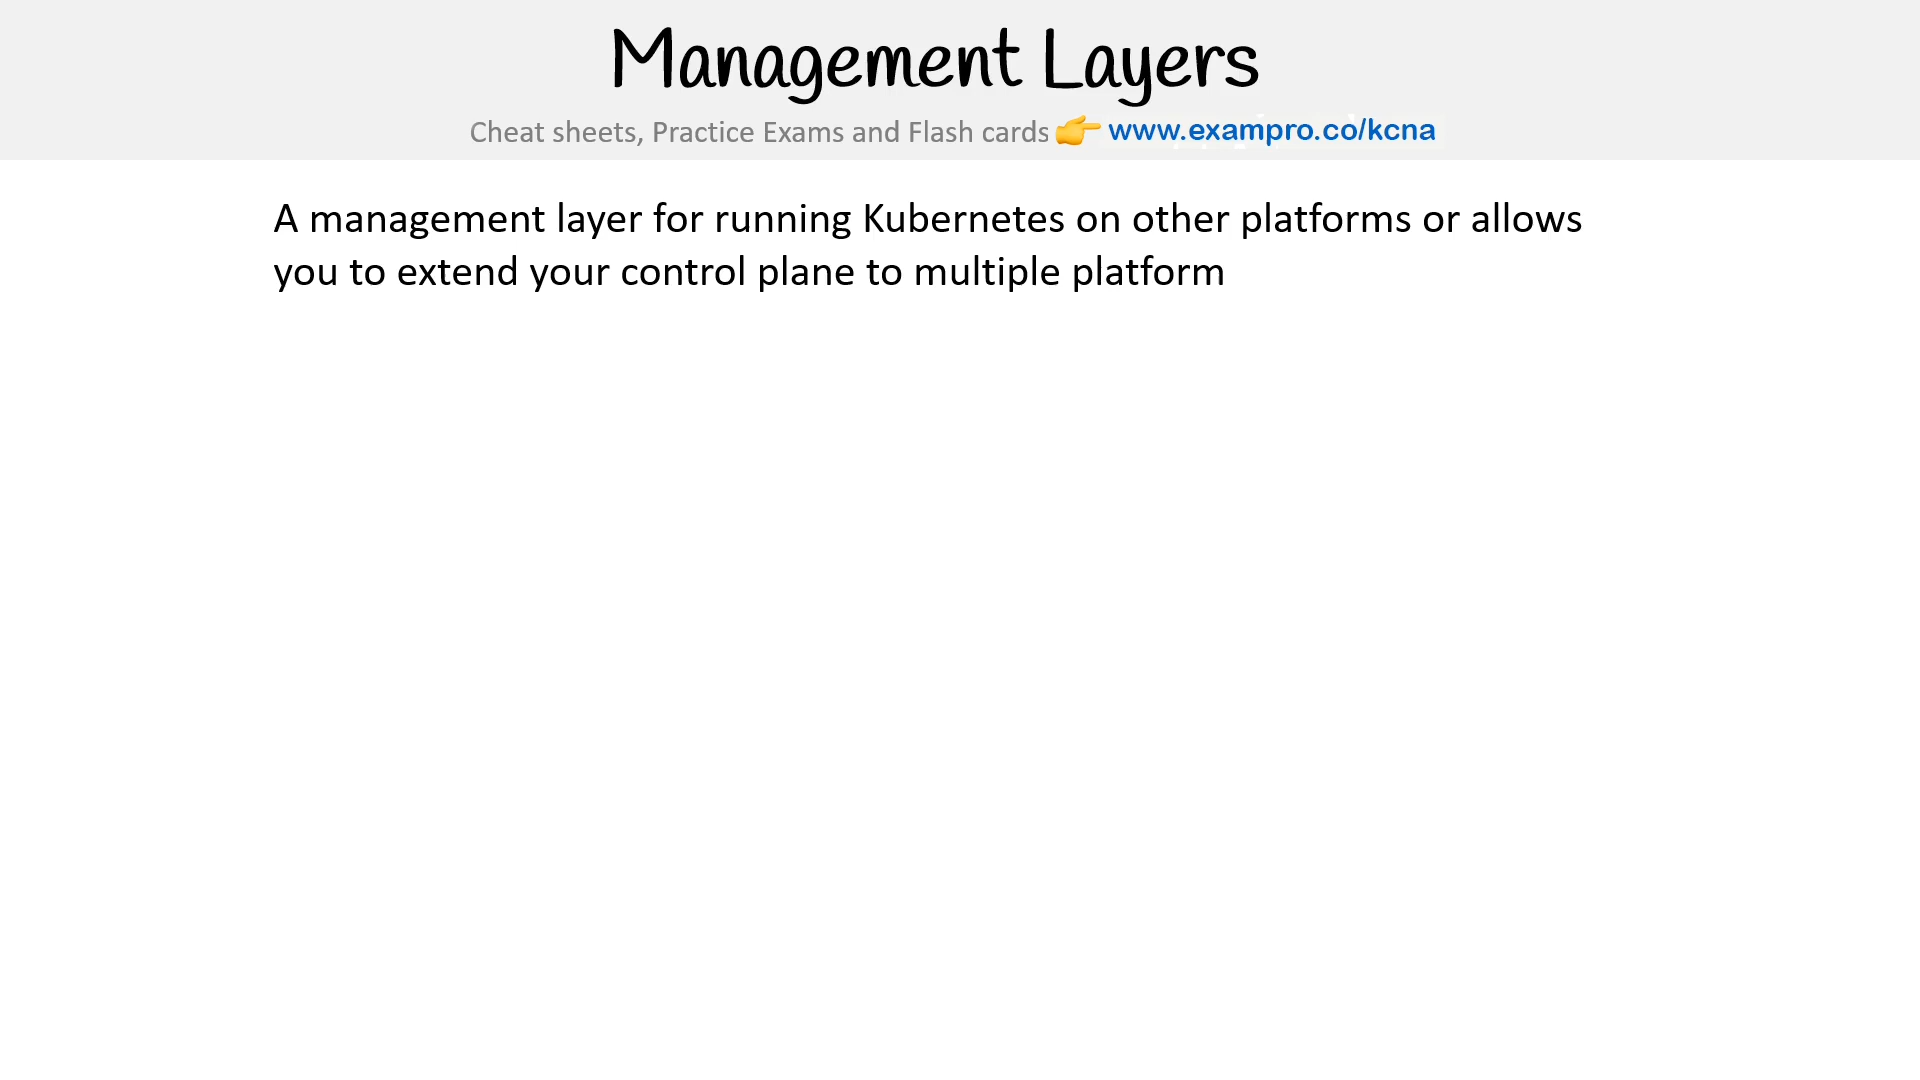 Management Layers
Cheat sheets, Practice Exams and Flash cards 👉 www.exampro.co/kcna
A management layer for running Kubernetes on other platforms or allows
you to extend your control plane to multiple platform